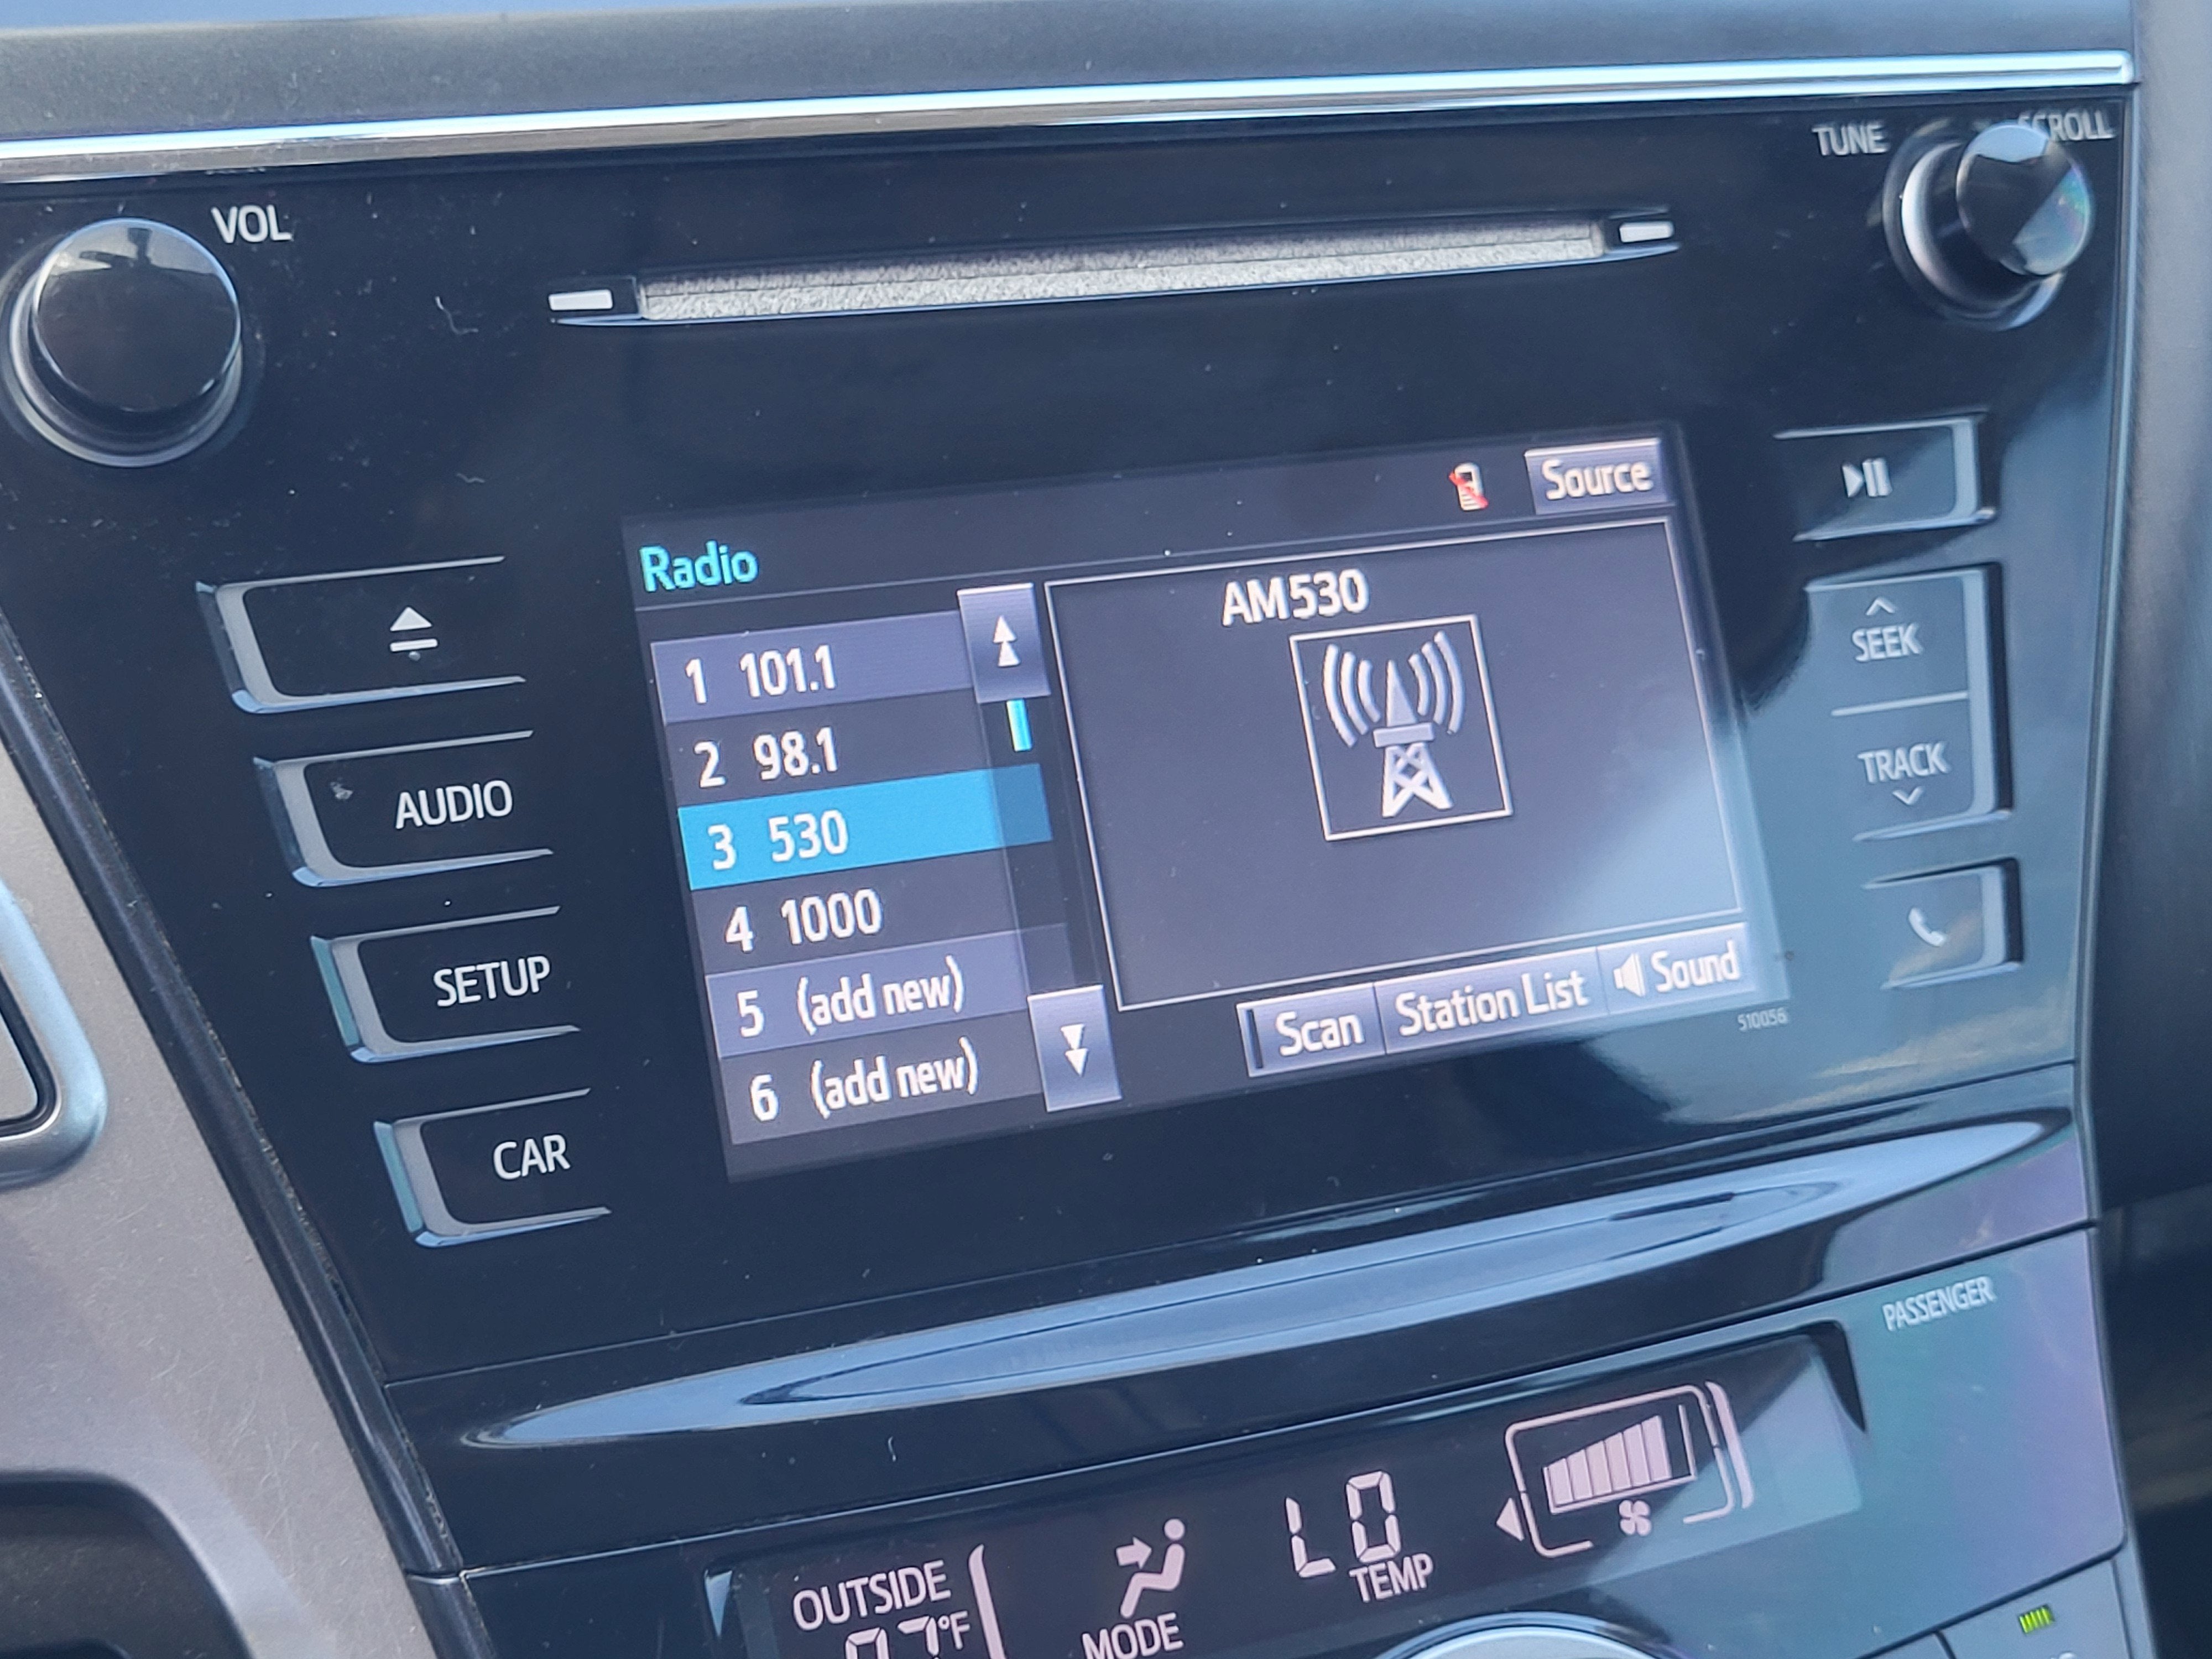 VOL
TUNE
SCROLL
Source
Radio
AM530
1 101.1
2 98.1
3 530
4 1000
5 (add new)
6 (add new)
Scan
Station List
Sound
510056
AUDIO
SETUP
CAR
SEEK
TRACK
PASSENGER
OUTSIDE
°F
MODE
LO
TEMP